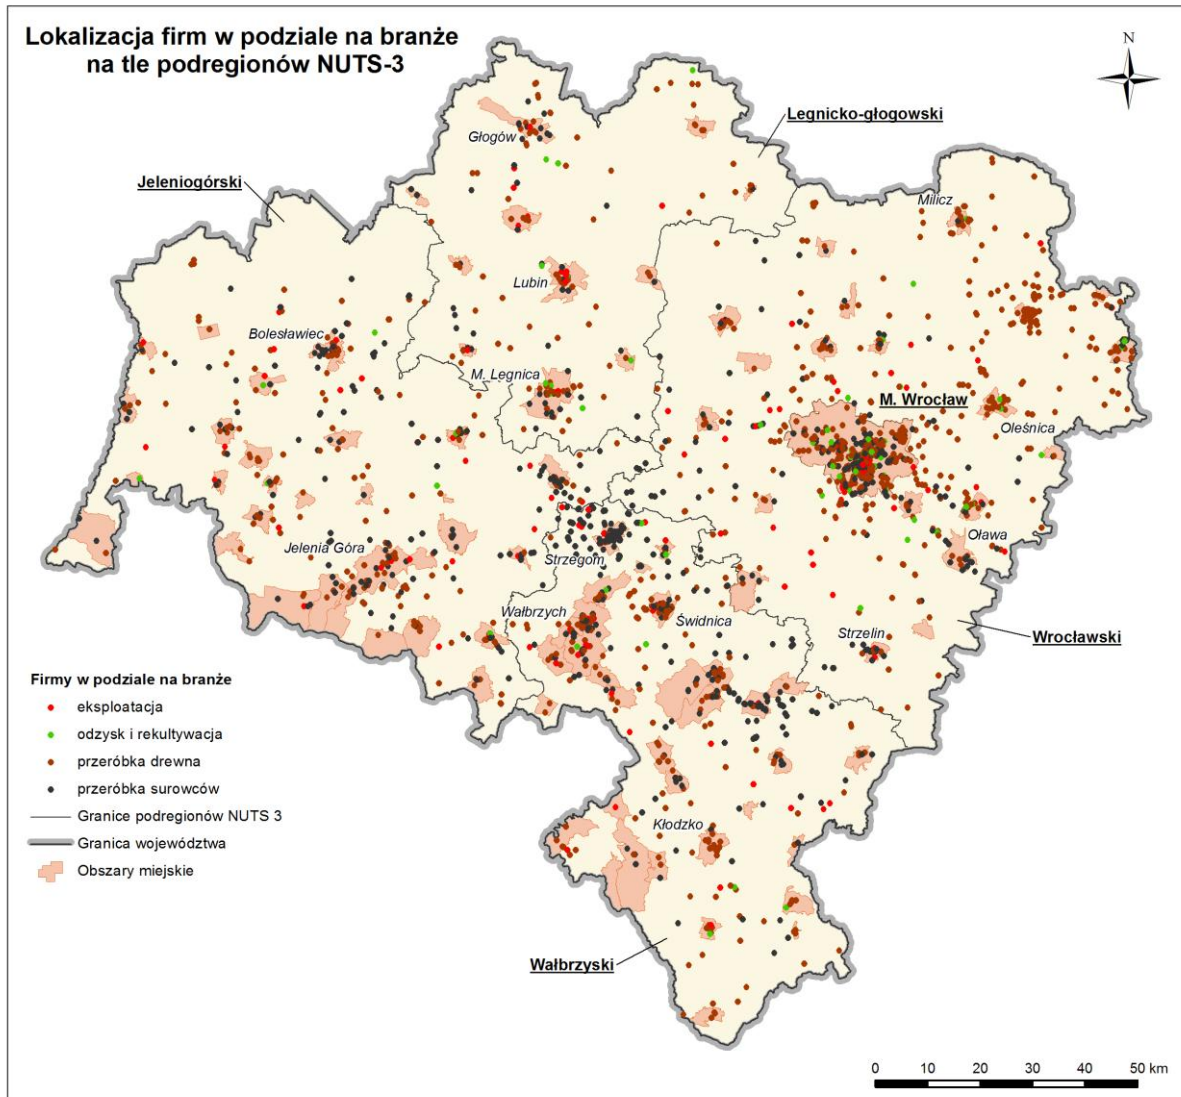 Lokalizacja firm w podziale na branże
na tle podregionów NUTS-3
N
Legnicko-głogowski
Głogów
Jeleniogórski
Milicz
Lubin
Bolesławiec
M. Legnica
M. Wrocław
Oleśnica
Jelenia Góra
Strzegom
Oława
Wałbrzych
Świdnica
Strzelin
Wrocławski
Firmy w podziale na branże
eksploatacja
odzysk i rekultywacja
przeróbka drewna
przeróbka surowców
Granice podregionów NUTS 3
Granica województwa
Obszary miejskie
Kłodzko
Wałbrzyski
0 10 20 30 40 50 km